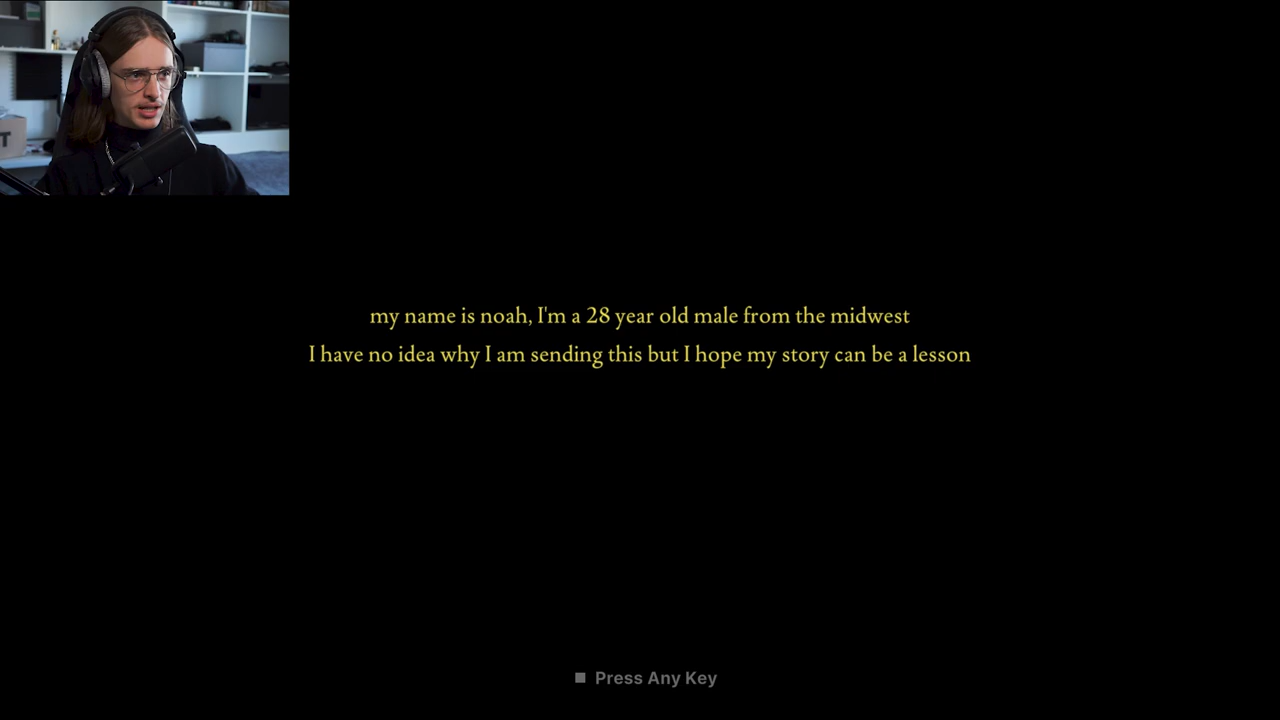 my name is noah, I'm a 28 year old male from the midwest
I have no idea why I am sending this but I hope my story can be a lesson
Press Any Key